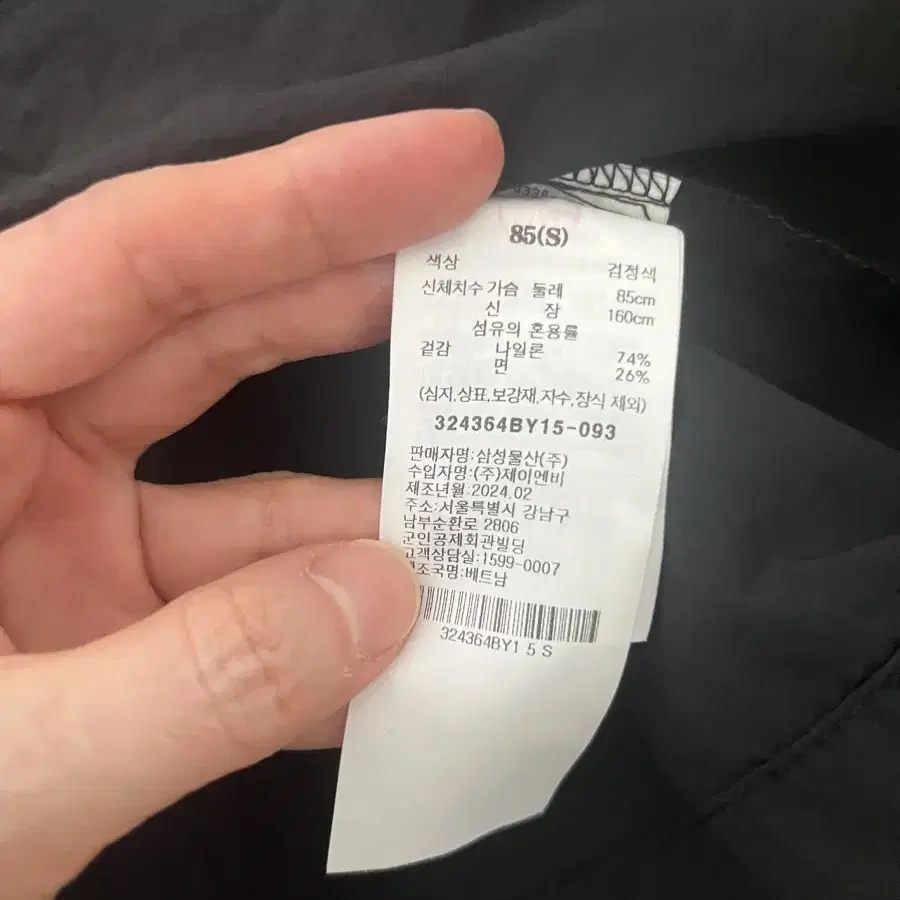 85(S)
색상 검정색
신체치수 가슴 둘레 85cm
신 장 160cm
섬유의 혼용률
겉감 나일론 74%
면 26%
(심지,상표,보강재,자수,장식 제외)
324364BY15-093
판매자명:삼성물산(주)
수입자명:(주)제이엔비
제조년월:2024.02
주소:서울특별시 강남구
남부순환로 2806
군인공제회관빌딩
고객상담실:1599-0007
제조국명:베트남
324364BY1 5 S